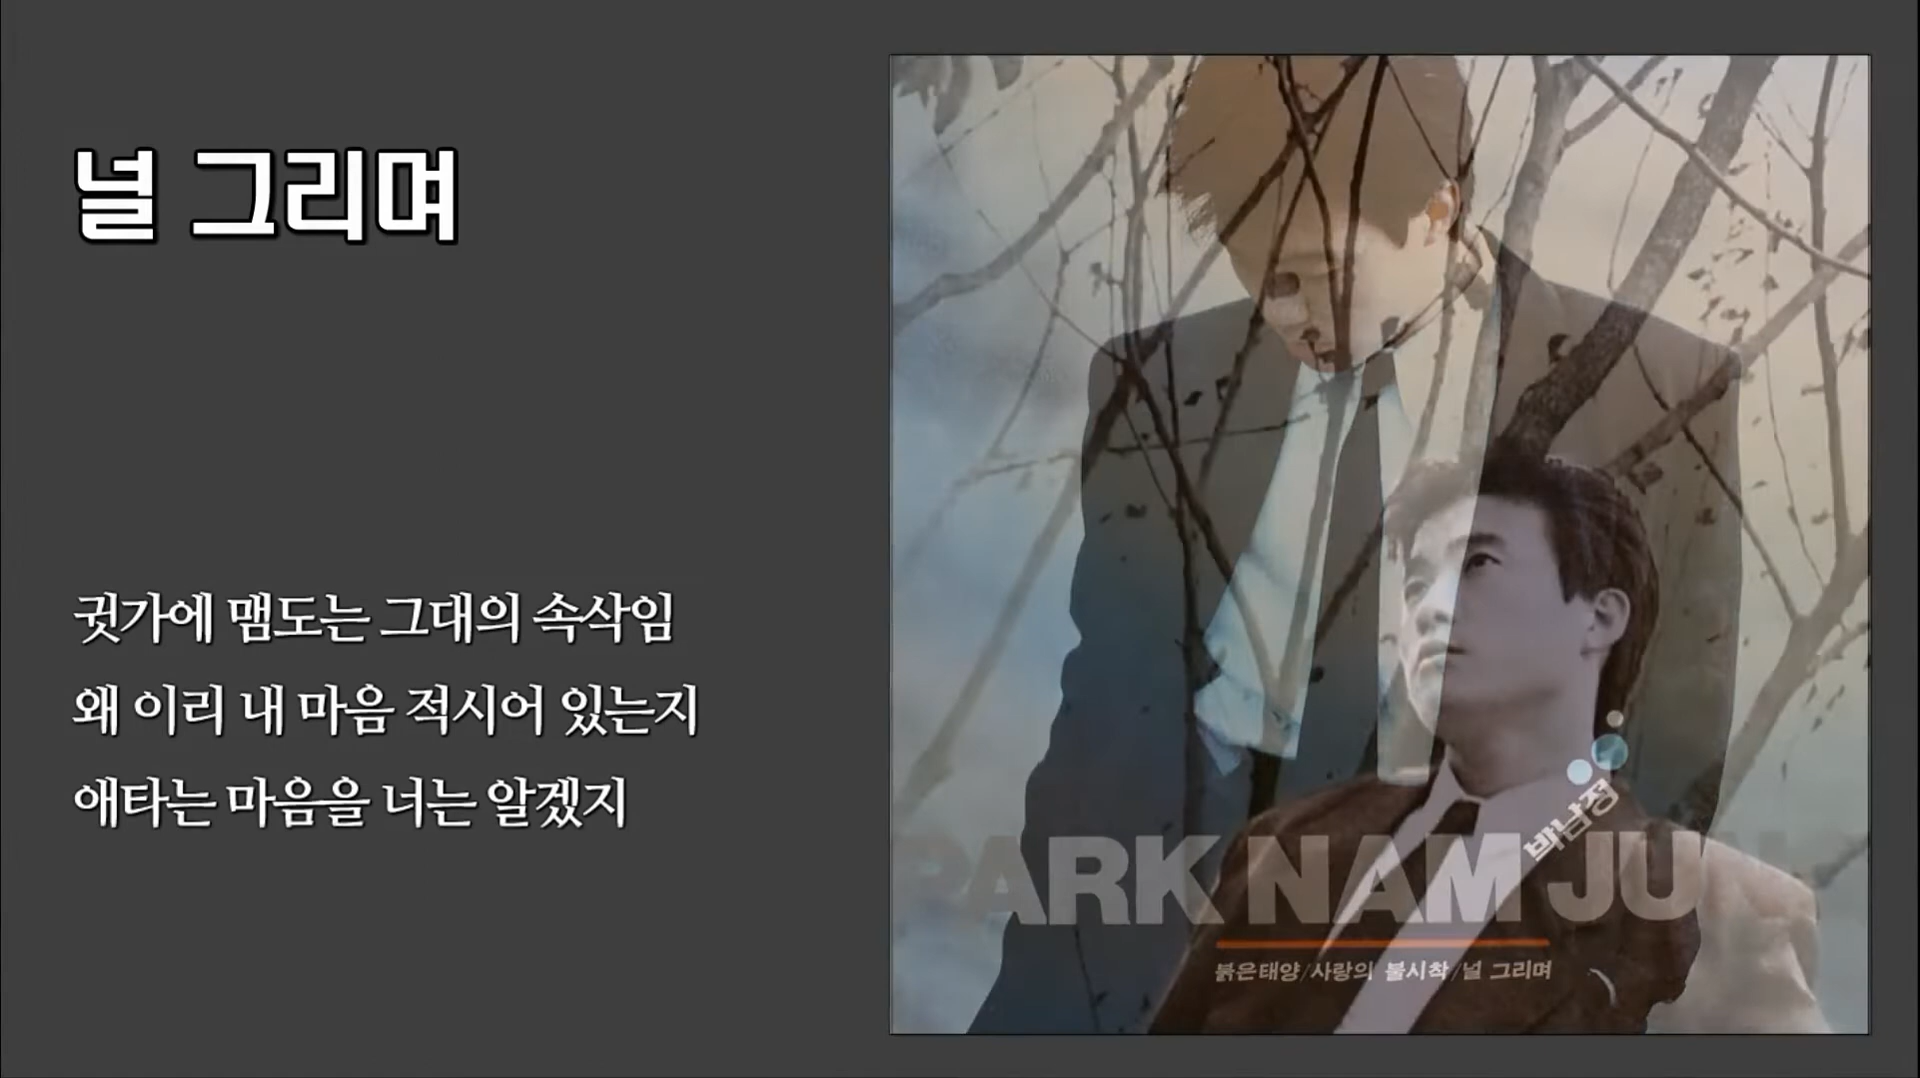 널 그리며
귓가에 맴도는 그대의 속삭임
왜 이리 내 마음 적시어 있는지
애타는 마음을 너는 알겠지
박남정
PARK NAM JU
붉은태양/사랑의 불시착/널 그리며